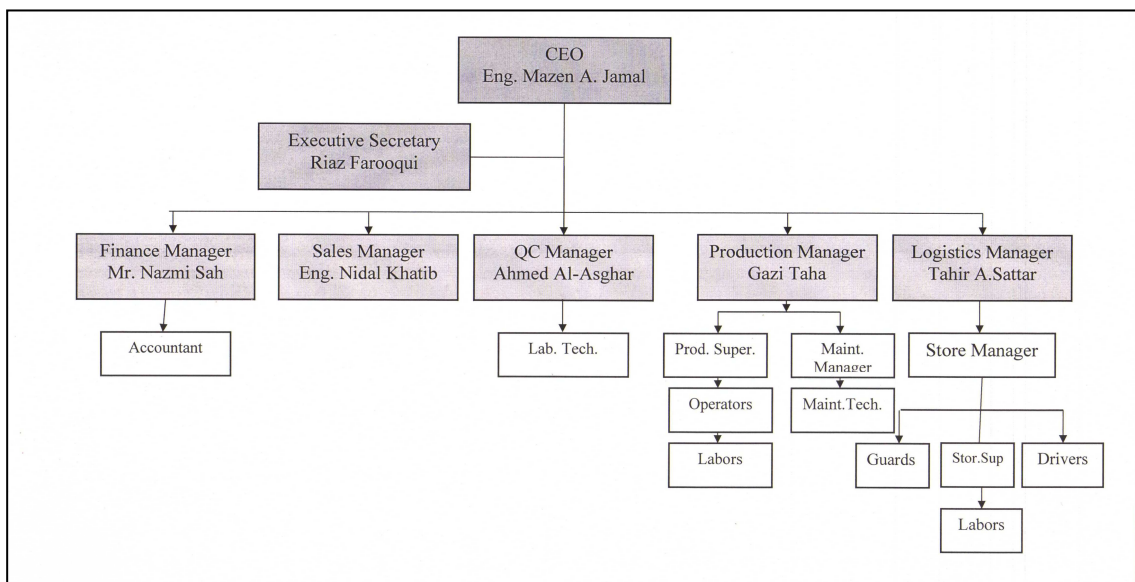 CEO
Eng. Mazen A. Jamal
Executive Secretary
Riaz Farooqui
Finance Manager
Mr. Nazmi Sah
Sales Manager
Eng. Nidal Khatib
QC Manager
Ahmed Al-Asghar
Production Manager
Gazi Taha
Logistics Manager
Tahir A.Sattar
Accountant
Lab. Tech.
Prod. Super.
Maint.
Manager
Store Manager
Operators
Maint.Tech.
Labors
Guards
Stor.Sup
Drivers
Labors